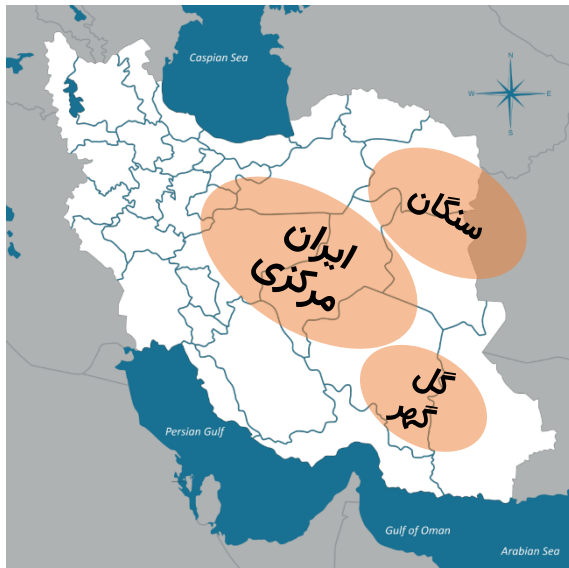 Caspian Sea
N
W
E
S
سنگان
ایران
مرکزی
گل
گهر
Persian Gulf
Gulf of Oman
Arabian Sea